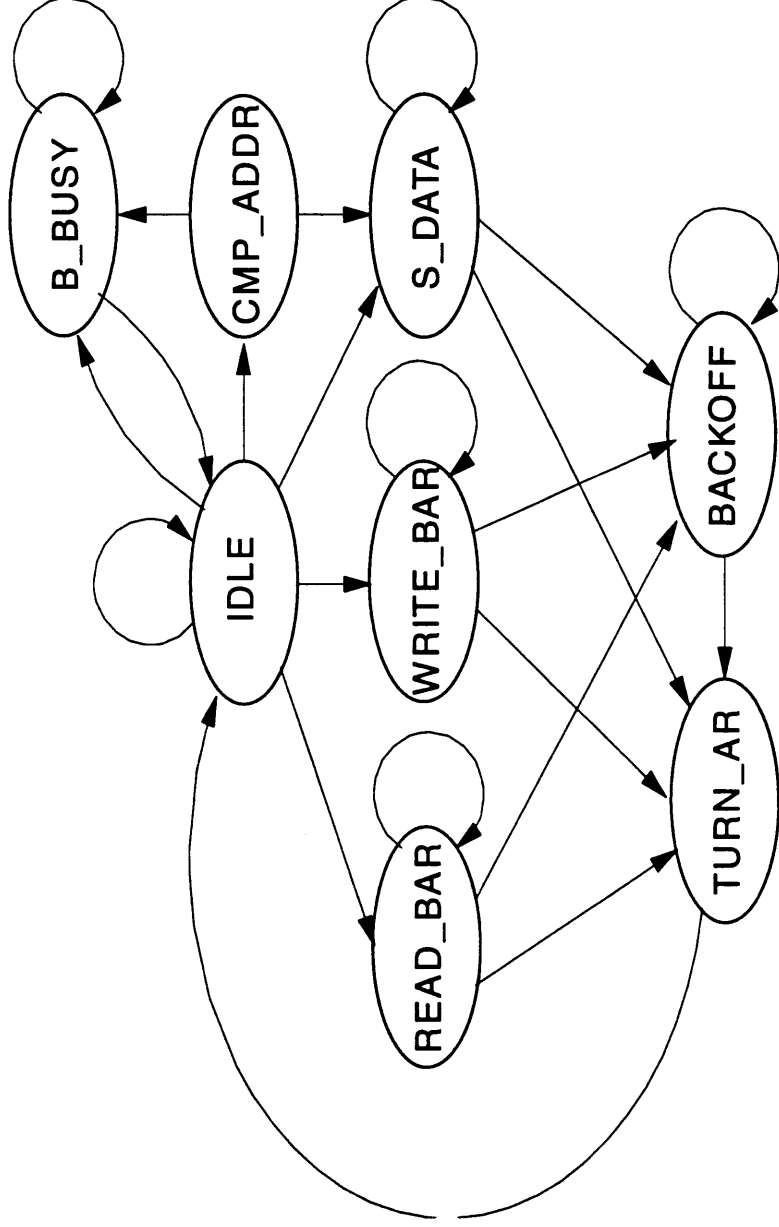 B_BUSY
IDLE
CMP_ADDR
READ_BAR
WRITE_BAR
S_DATA
TURN_AR
BACKOFF